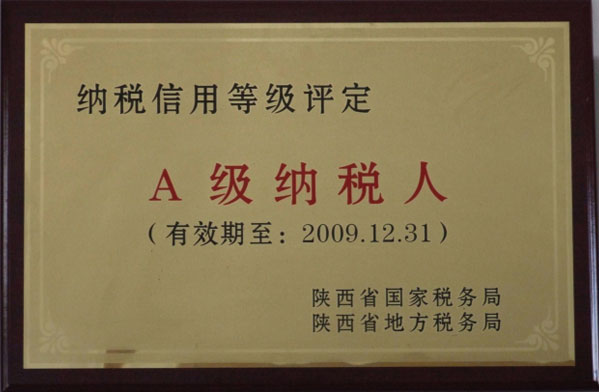 纳税信用等级评定
A 级纳税人
（有效期至：2009.12.31）
陕西省国家税务局
陕西省地方税务局